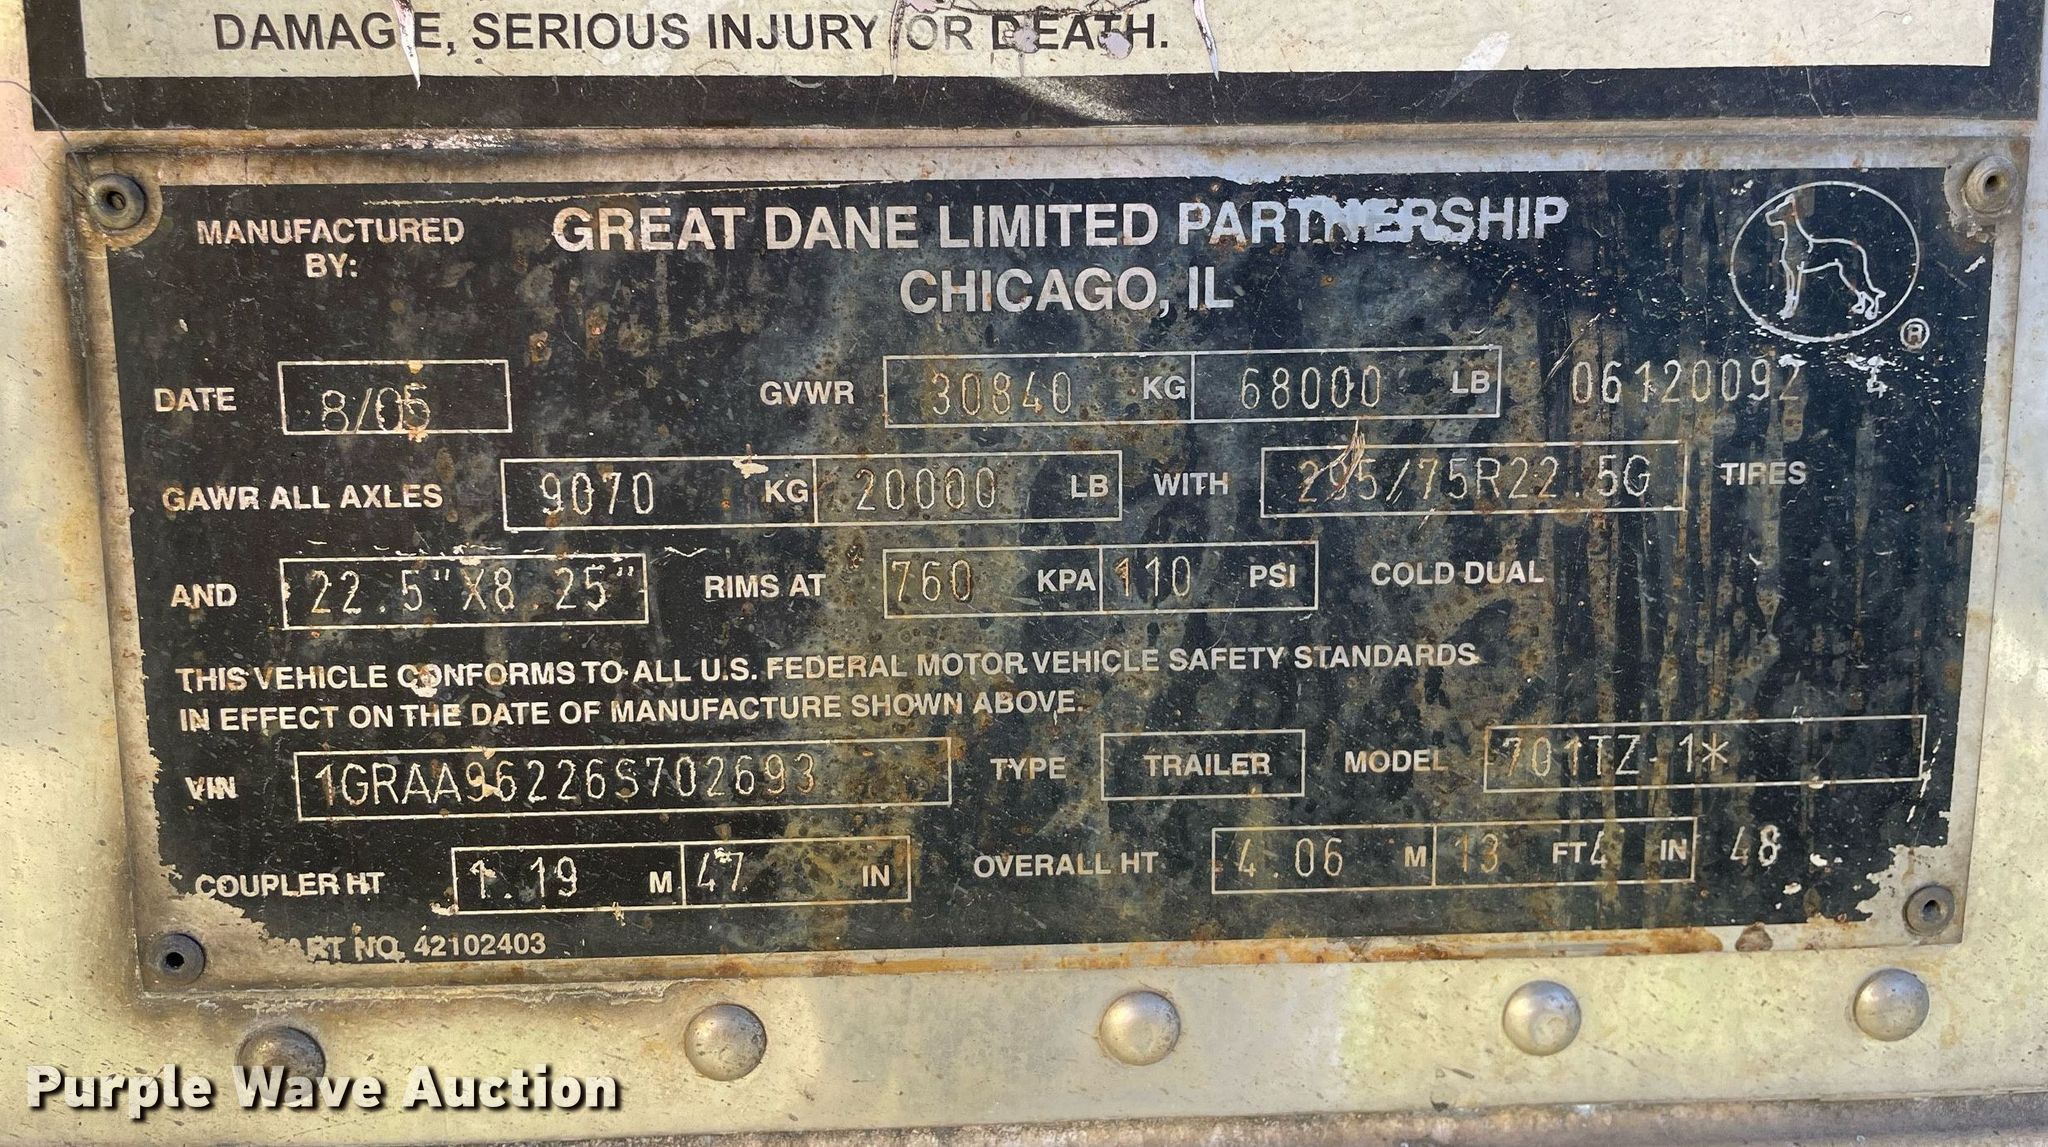 DAMAGE, SERIOUS INJURY OR DEATH.
MANUFACTURED BY: GREAT DANE LIMITED PARTNERSHIP
CHICAGO, IL
®
DATE 8/05 GVWR 30840 KG 68000 LB 06120092
GAWR ALL AXLES 9070 KG 20000 LB WITH 295/75R22.5G TIRES
AND 22.5"X8.25" RIMS AT 760 KPA 110 PSI COLD DUAL
THIS VEHICLE CONFORMS TO ALL U.S. FEDERAL MOTOR VEHICLE SAFETY STANDARDS
IN EFFECT ON THE DATE OF MANUFACTURE SHOWN ABOVE.
VIN 1GRAA96226S702693 TYPE TRAILER MODEL 701TZ-1*
COUPLER HT 1.19 M 47 IN OVERALL HT 4.06 M 13 FT 4 IN 48
PART NO. 42102403
Purple Wave Auction